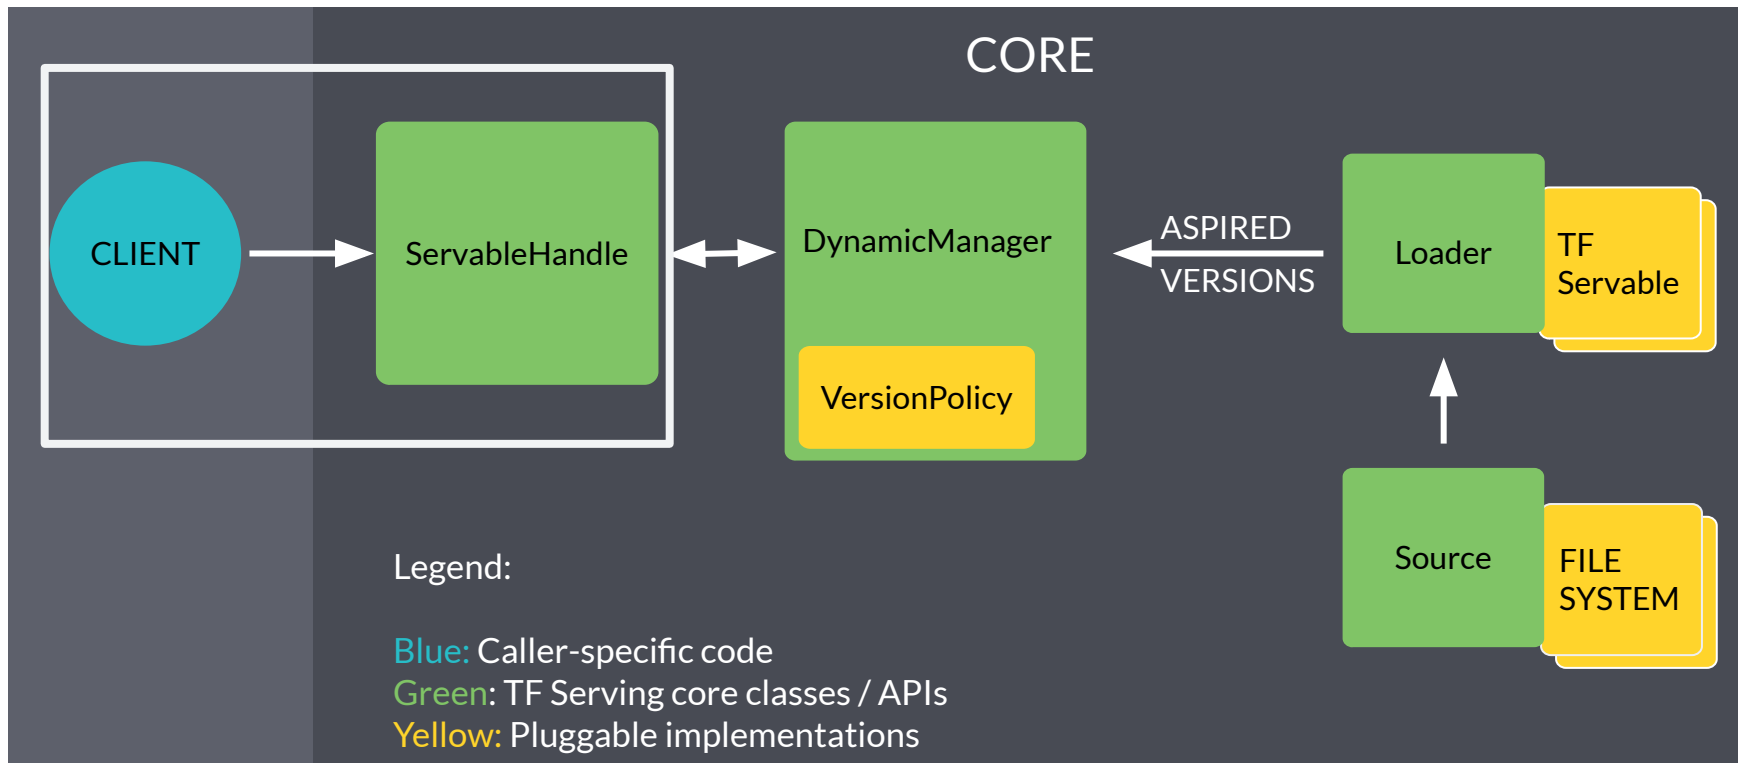 CORE
CLIENT
ServableHandle
DynamicManager
VersionPolicy
ASPIRED
VERSIONS
Loader
TF
Servable
Source
FILE
SYSTEM
Legend:
Blue: Caller-specific code
Green: TF Serving core classes / APIs
Yellow: Pluggable implementations